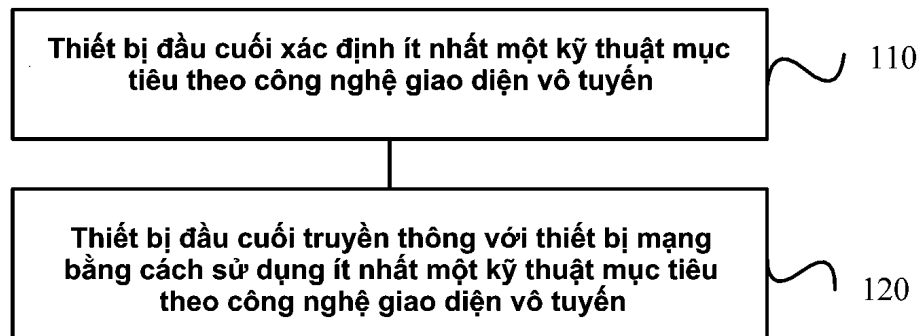 Thiết bị đầu cuối xác định ít nhất một kỹ thuật mục
tiêu theo công nghệ giao diện vô tuyến
110
Thiết bị đầu cuối truyền thông với thiết bị mạng
bằng cách sử dụng ít nhất một kỹ thuật mục tiêu
theo công nghệ giao diện vô tuyến
120